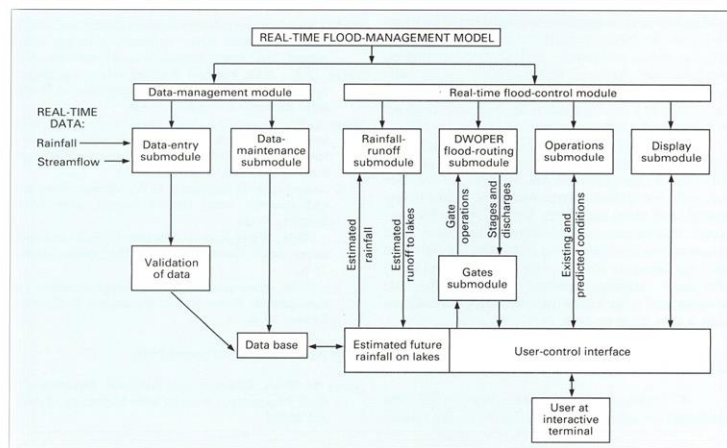 REAL-TIME FLOOD-MANAGEMENT MODEL
Data-management module
Real-time flood-control module
REAL-TIME
DATA:
Rainfall
Streamflow
Data-entry
submodule
Data-
maintenance
submodule
Rainfall-
runoff
submodule
DWOPER
flood-routing
submodule
Operations
submodule
Display
submodule
Estimated
rainfall
Estimated
runoff to lakes
Gate
operations
Stages and
discharges
Existing and
predicted conditions
Validation
of data
Gates
submodule
Data base
Estimated future
rainfall on lakes
User-control interface
User at
interactive
terminal